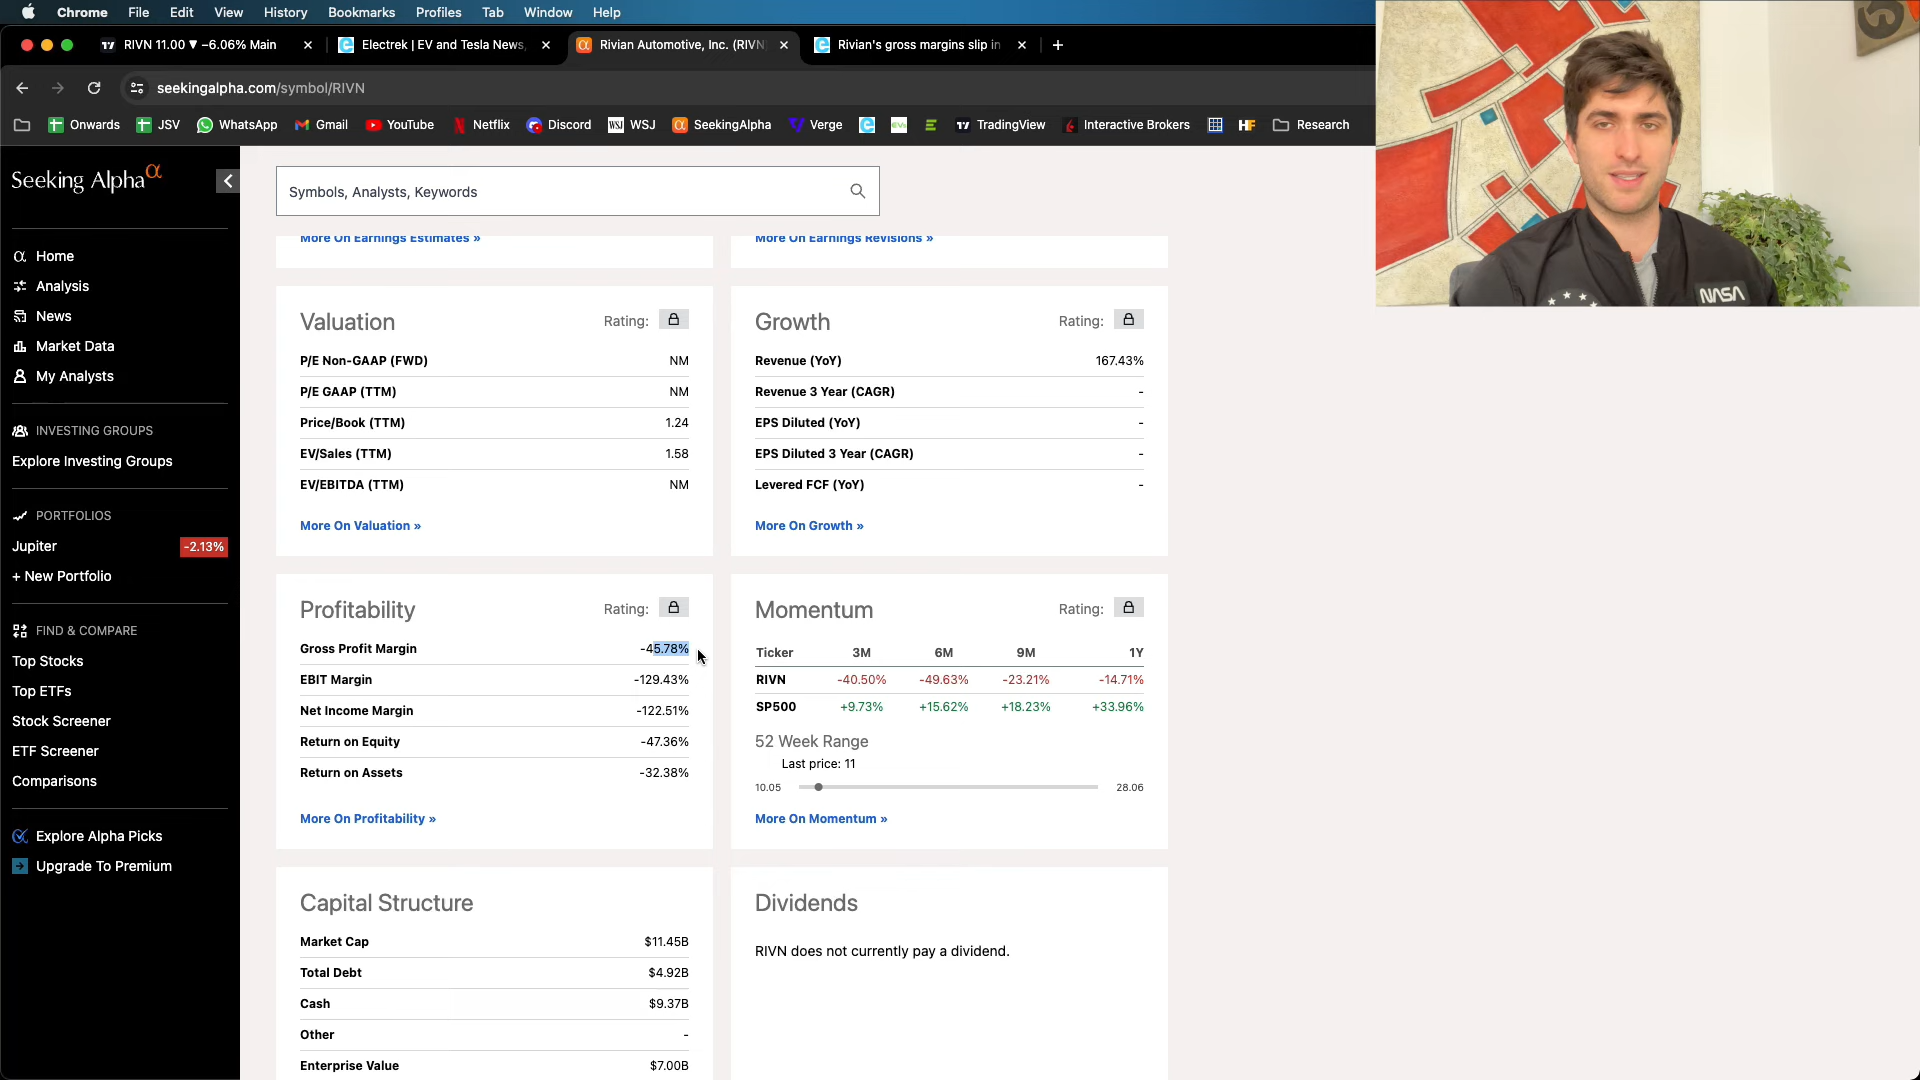 Chrome File Edit View History Bookmarks Profiles Tab Window Help
RIVN 11.00 ▼ −6.06% Main
Electrek | EV and Tesla News,
Rivian Automotive, Inc. (RIVN
Rivian's gross margins slip in
seekingalpha.com/symbol/RIVN
Onwards JSV WhatsApp Gmail YouTube Netflix Discord WSJ SeekingAlpha Verge TradingView Interactive Brokers HF Research
Seeking Alpha α
Symbols, Analysts, Keywords
Home
Analysis
News
Market Data
My Analysts
INVESTING GROUPS
Explore Investing Groups
PORTFOLIOS
Jupiter -2.13%
+ New Portfolio
FIND & COMPARE
Top Stocks
Top ETFs
Stock Screener
ETF Screener
Comparisons
Explore Alpha Picks
Upgrade To Premium
More On Earnings Estimates »
More On Earnings Revisions »
Valuation Rating:
P/E Non-GAAP (FWD) NM
P/E GAAP (TTM) NM
Price/Book (TTM) 1.24
EV/Sales (TTM) 1.58
EV/EBITDA (TTM) NM
More On Valuation »
Growth Rating:
Revenue (YoY) 167.43%
Revenue 3 Year (CAGR) -
EPS Diluted (YoY) -
EPS Diluted 3 Year (CAGR) -
Levered FCF (YoY) -
More On Growth »
Profitability Rating:
Gross Profit Margin -45.78%
EBIT Margin -129.43%
Net Income Margin -122.51%
Return on Equity -47.36%
Return on Assets -32.38%
More On Profitability »
Momentum Rating:
Ticker 3M 6M 9M 1Y
RIVN -40.50% -49.63% -23.21% -14.71%
SP500 +9.73% +15.62% +18.23% +33.96%
52 Week Range
Last price: 11
10.05 28.06
More On Momentum »
Capital Structure
Market Cap $11.45B
Total Debt $4.92B
Cash $9.37B
Other -
Enterprise Value $7.00B
Dividends
RIVN does not currently pay a dividend.
NASA